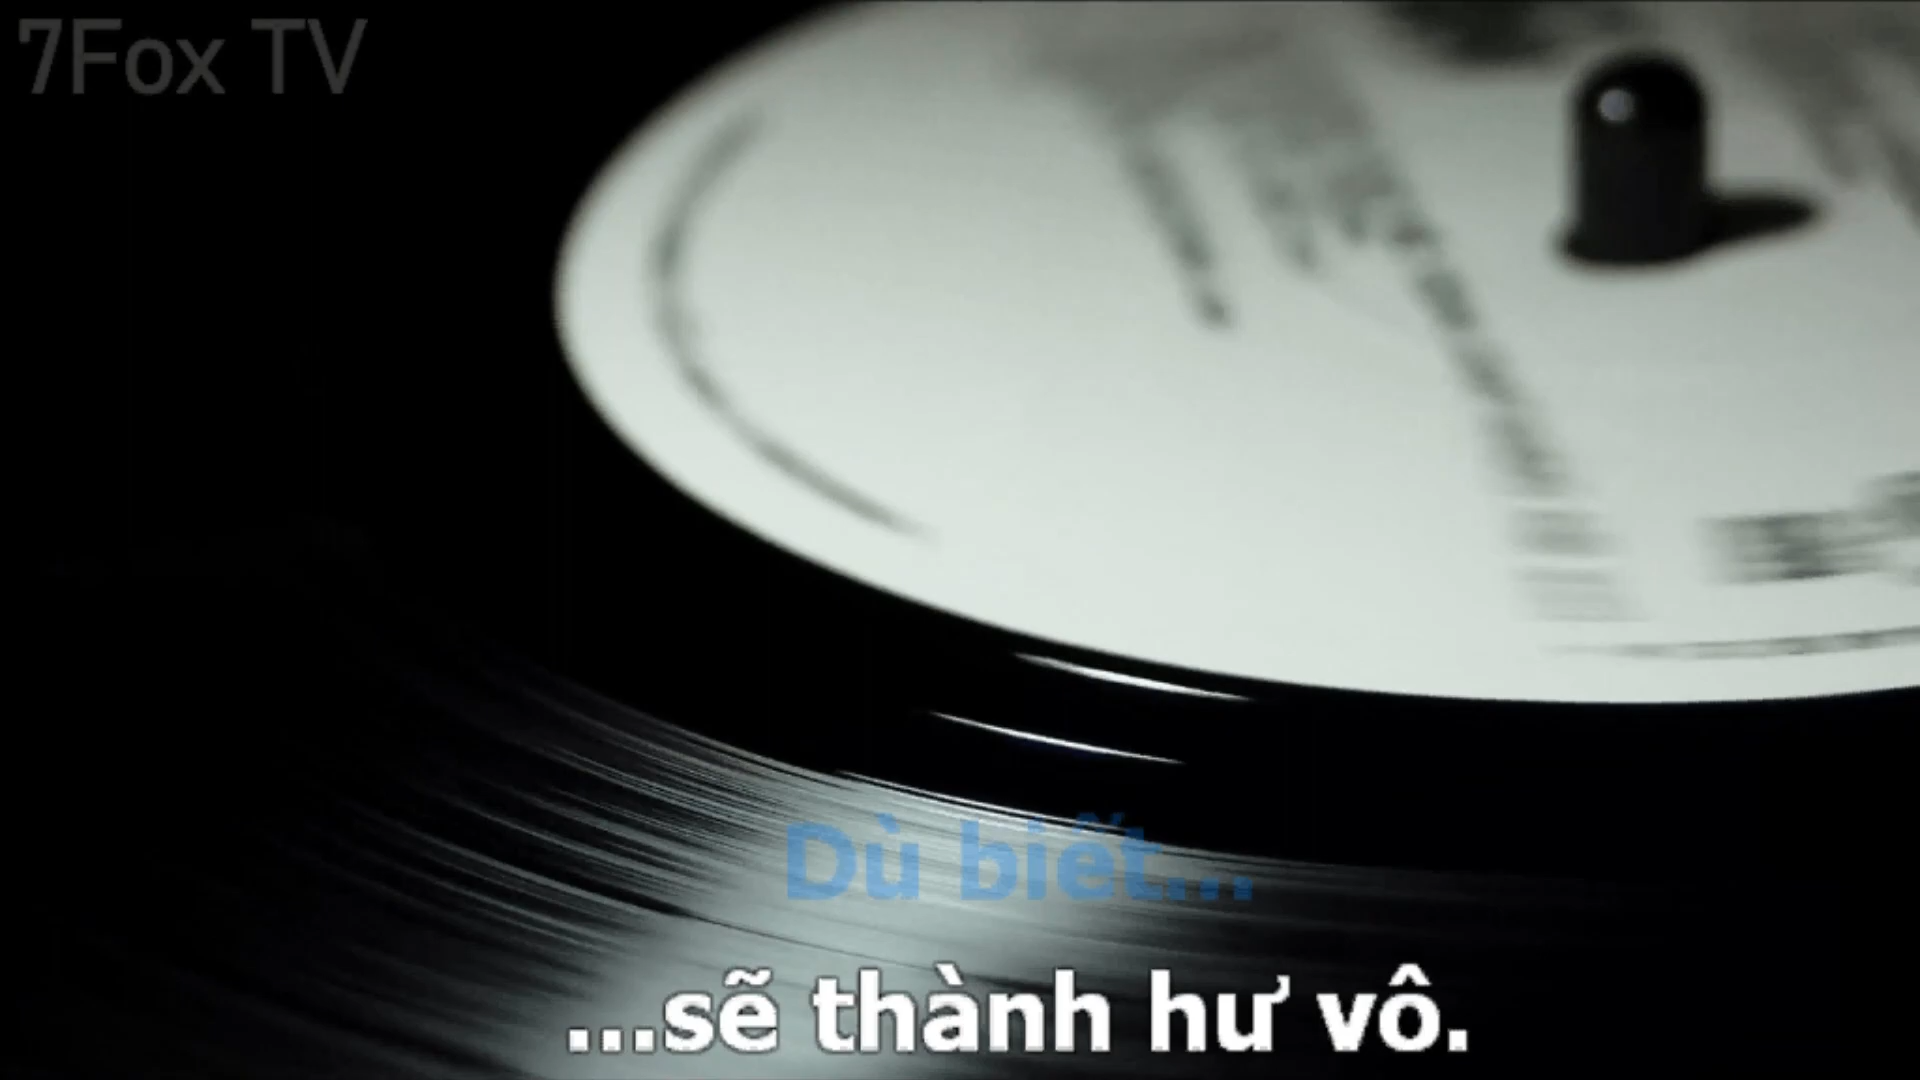 7Fox TV
Dù biết...
...sẽ thành hư vô.